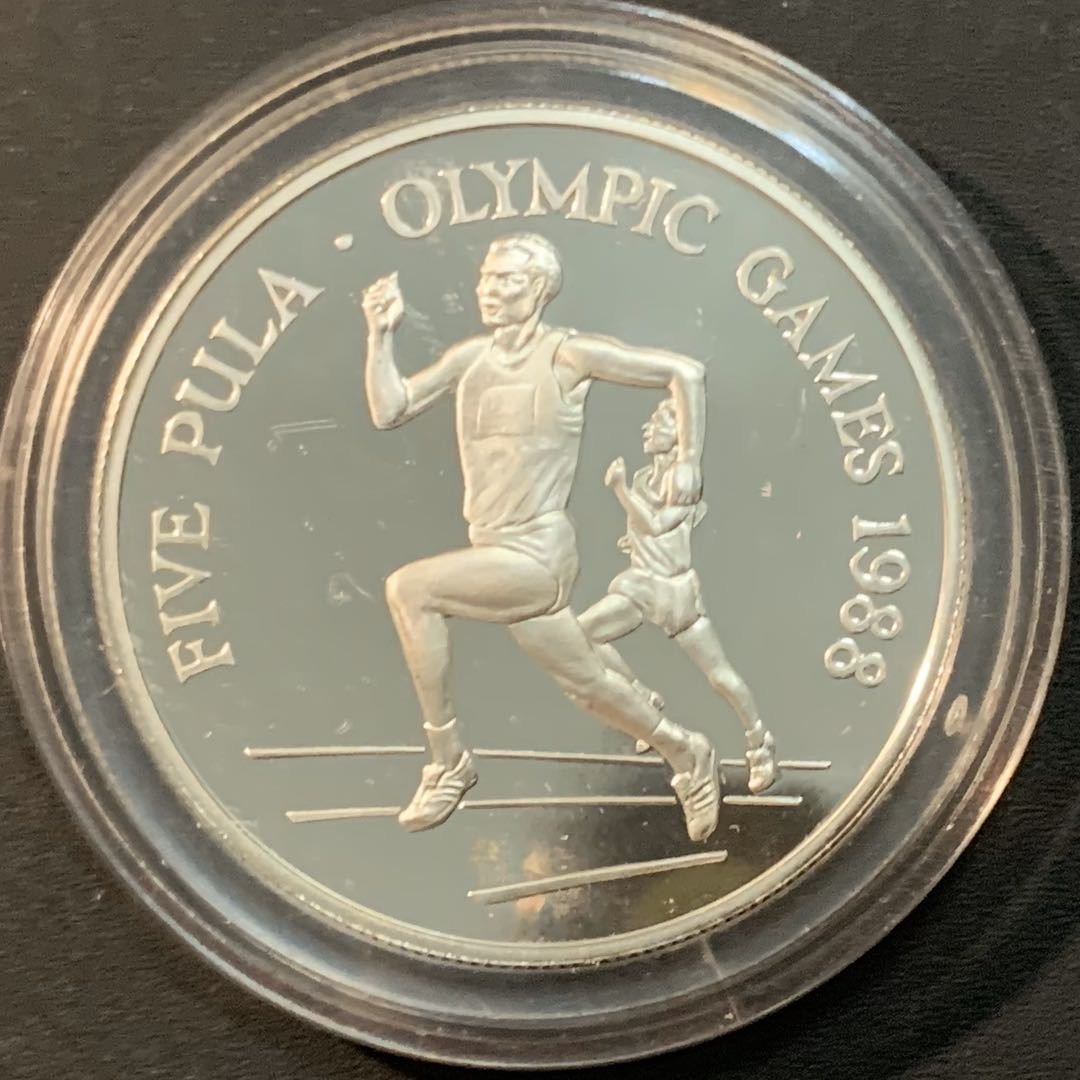 FIVE PULA · OLYMPIC GAMES 1988